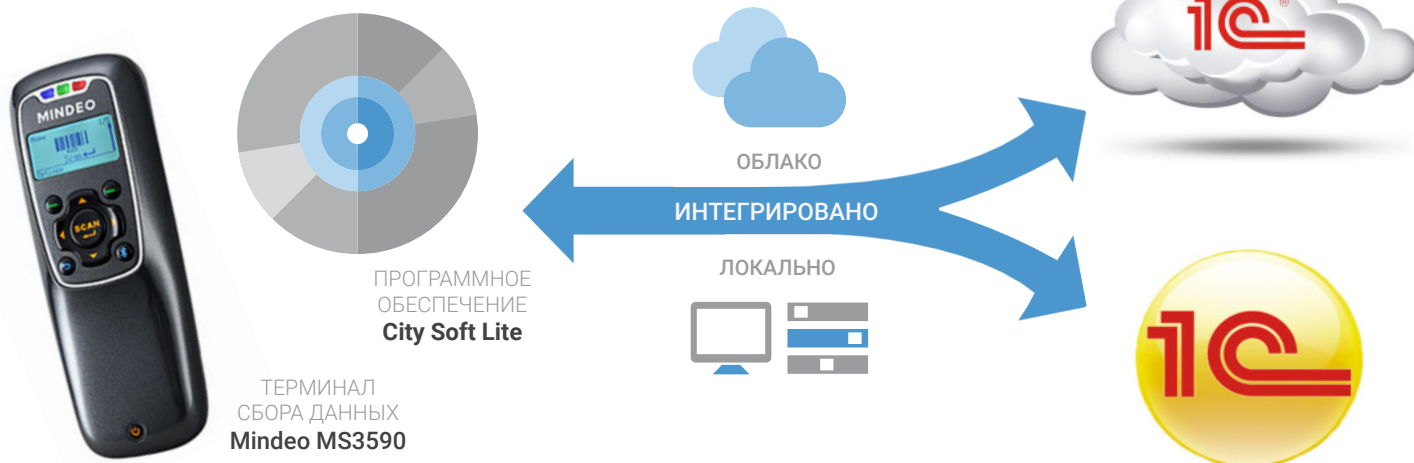 MINDEO
SCAN
ПРОГРАММНОЕ
ОБЕСПЕЧЕНИЕ
City Soft Lite
ТЕРМИНАЛ
СБОРА ДАННЫХ
Mindeo MS3590
ОБЛАКО
ИНТЕГРИРОВАНО
ЛОКАЛЬНО
1С®
1С